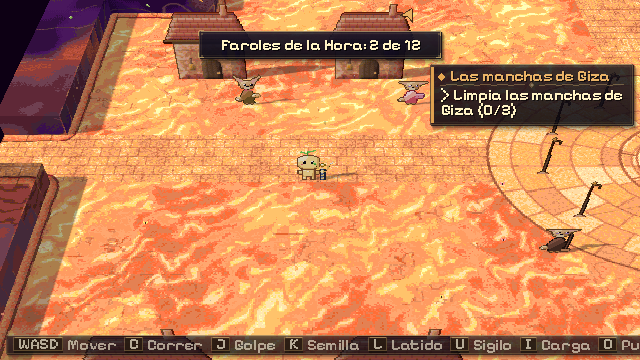 Faroles de la Hora: 2 de 12
Las manchas de Giza
> Limpia las manchas de
Giza (0/3)
WASD Mover C Correr J Golpe K Semilla L Latido U Sigilo I Carga O Pu